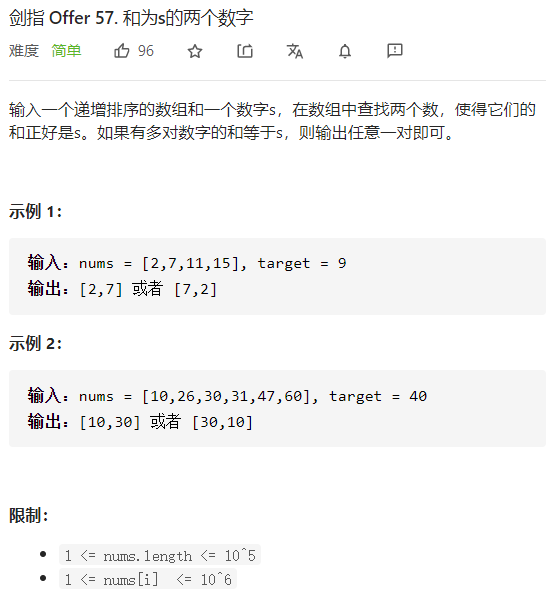 剑指 Offer 57. 和为s的两个数字
难度 简单 96
输入一个递增排序的数组和一个数字s，在数组中查找两个数，使得它们的
和正好是s。如果有多对数字的和等于s，则输出任意一对即可。
示例 1：
输入：nums = [2,7,11,15], target = 9
输出：[2,7] 或者 [7,2]
示例 2：
输入：nums = [10,26,30,31,47,60], target = 40
输出：[10,30] 或者 [30,10]
限制：
1 <= nums.length <= 10^5
1 <= nums[i] <= 10^6